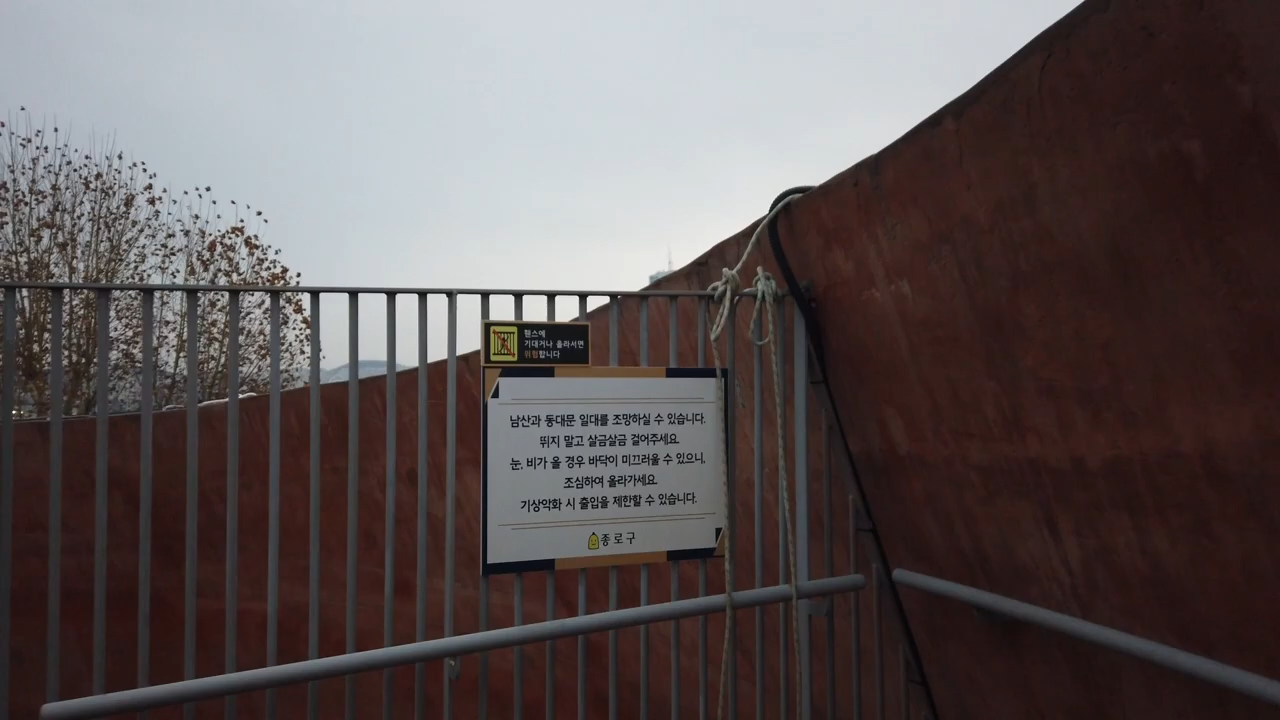 휀스에
기대거나 올라서면
위험합니다
남산과 동대문 일대를 조망하실 수 있습니다.
뛰지 말고 살금살금 걸어주세요.
눈, 비가 올 경우 바닥이 미끄러울 수 있으니,
조심하여 올라가세요.
기상악화 시 출입을 제한할 수 있습니다.
종로구